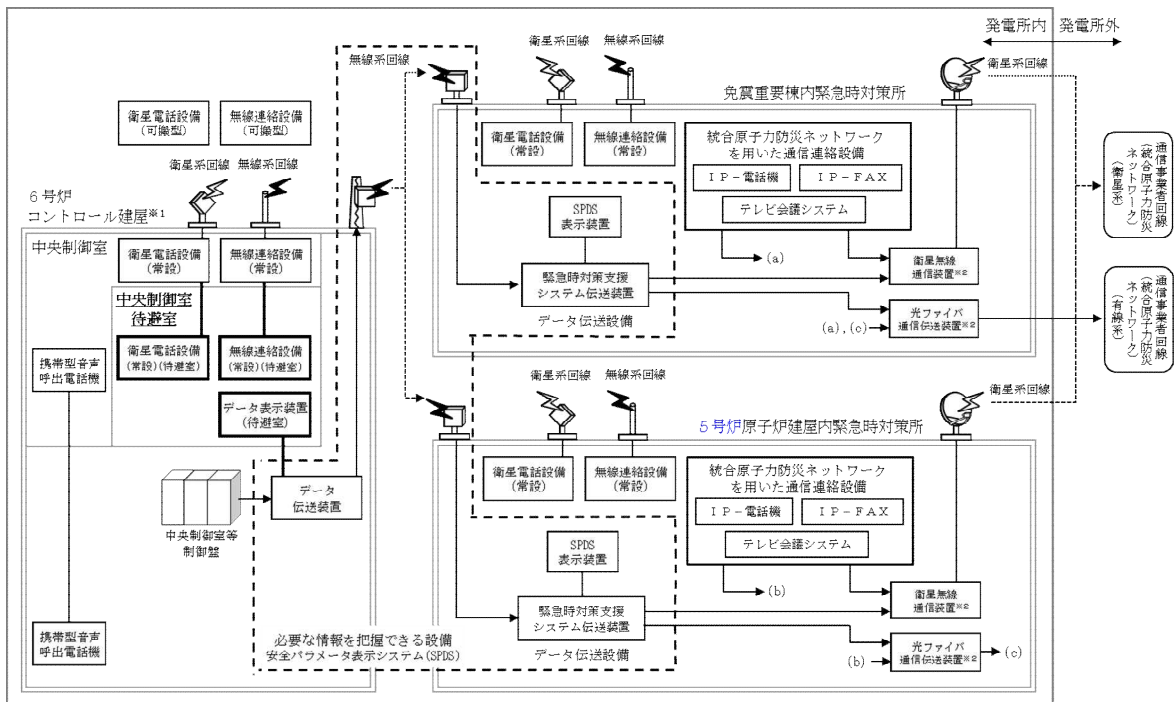 発電所内 発電所外
無線系回線
衛星系回線
無線系回線
衛星系回線
免震重要棟内緊急時対策所
衛星電話設備
(可搬型)
無線連絡設備
(可搬型)
衛星系回線
無線系回線
6号炉
コントロール建屋※1
中央制御室
衛星電話設備
(常設)
無線連絡設備
(常設)
中央制御室
待避室
衛星電話設備
(常設)(待避室)
無線連絡設備
(常設)(待避室)
データ表示装置
(待避室)
携帯型音声
呼出電話機
中央制御室等
制御盤
データ
伝送装置
携帯型音声
呼出電話機
必要な情報を把握できる設備
安全パラメータ表示システム(SPDS)
衛星電話設備
(常設)
無線連絡設備
(常設)
統合原子力防災ネットワーク
を用いた通信連絡設備
IP-電話機
IP-FAX
テレビ会議システム
SPDS
表示装置
(a)
緊急時対策支援
システム伝送装置
データ伝送設備
衛星無線
通信装置※2
(a),(c)
光ファイバ
通信伝送装置※2
通信事業者回線
(統合原子力防災
ネットワーク)
(衛星系)
通信事業者回線
(統合原子力防災
ネットワーク)
(有線系)
衛星系回線
無線系回線
衛星系回線
5号炉原子炉建屋内緊急時対策所
衛星電話設備
(常設)
無線連絡設備
(常設)
統合原子力防災ネットワーク
を用いた通信連絡設備
IP-電話機
IP-FAX
テレビ会議システム
SPDS
表示装置
(b)
緊急時対策支援
システム伝送装置
データ伝送設備
衛星無線
通信装置※2
(b)
光ファイバ
通信伝送装置※2
(c)